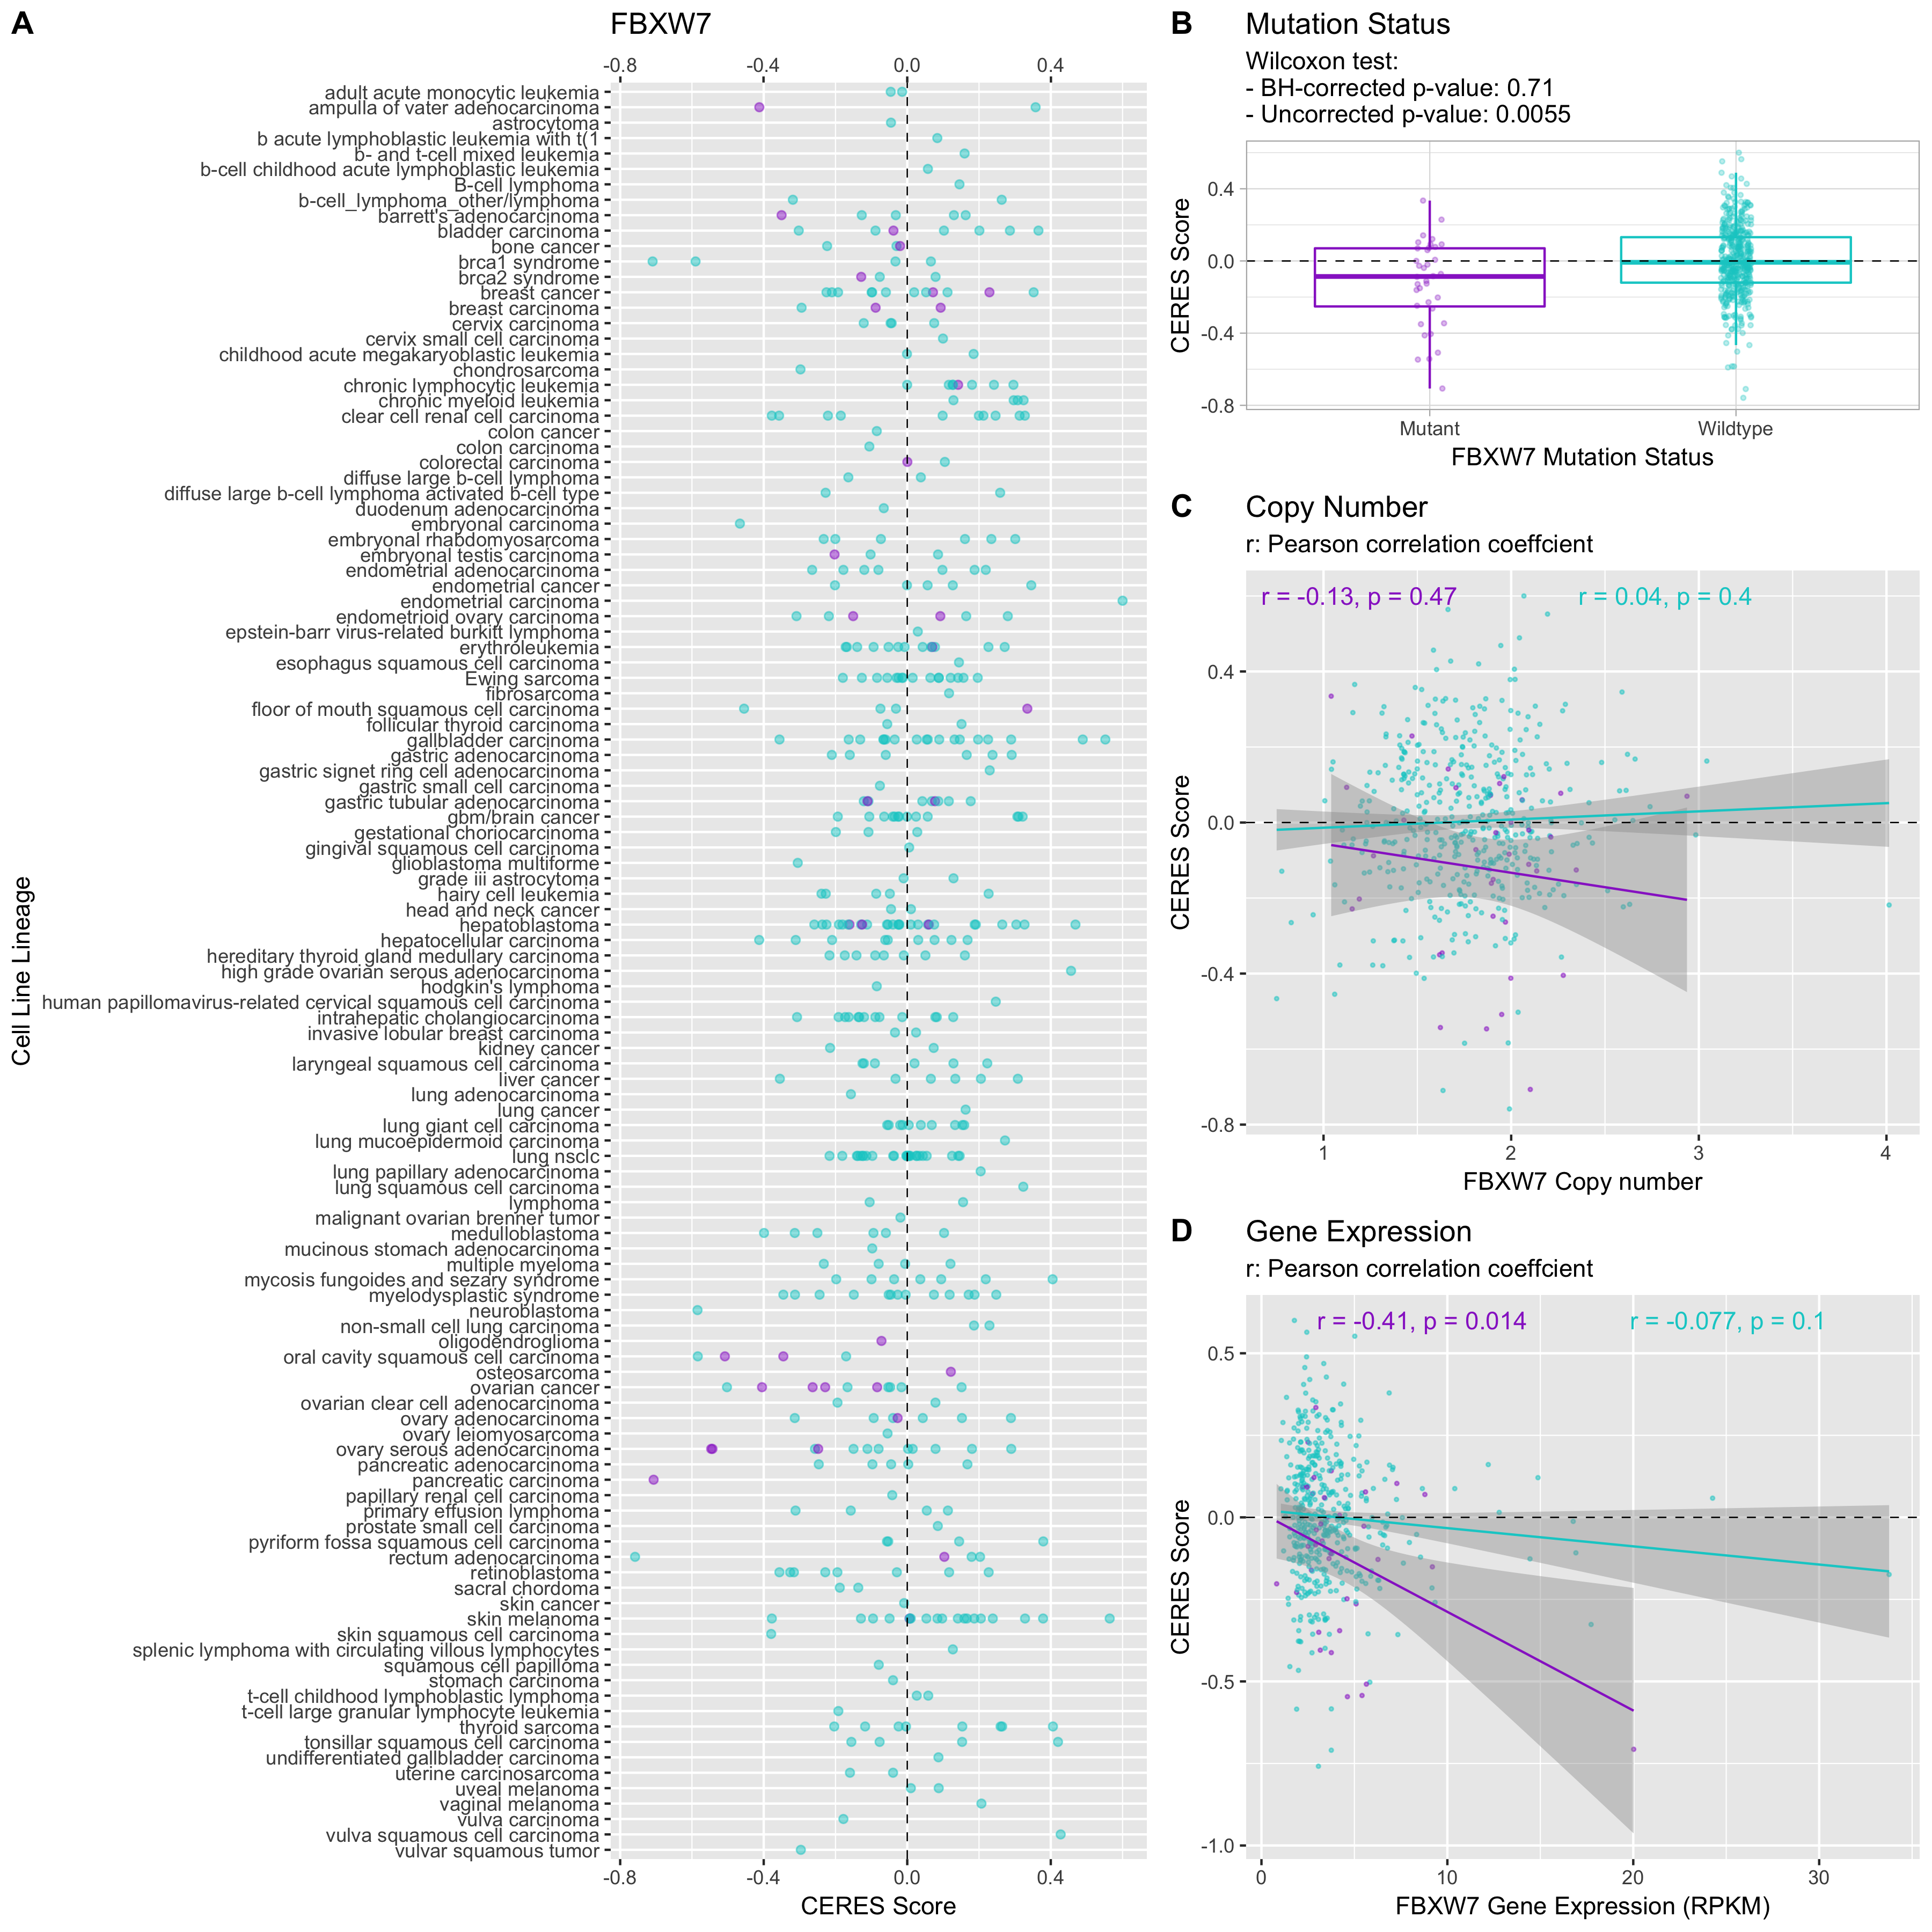 A
FBXW7
-0.8 -0.4 0.0 0.4
adult acute monocytic leukemia
ampulla of vater adenocarcinoma
astrocytoma
b acute lymphoblastic leukemia with t(1
b- and t-cell mixed leukemia
b-cell childhood acute lymphoblastic leukemia
B-cell lymphoma
b-cell_lymphoma_other/lymphoma
barrett's adenocarcinoma
bladder carcinoma
bone cancer
brca1 syndrome
brca2 syndrome
breast cancer
breast carcinoma
cervix carcinoma
cervix small cell carcinoma
childhood acute megakaryoblastic leukemia
chondrosarcoma
chronic lymphocytic leukemia
chronic myeloid leukemia
clear cell renal cell carcinoma
colon cancer
colon carcinoma
colorectal carcinoma
diffuse large b-cell lymphoma
diffuse large b-cell lymphoma activated b-cell type
duodenum adenocarcinoma
embryonal carcinoma
embryonal rhabdomyosarcoma
embryonal testis carcinoma
endometrial adenocarcinoma
endometrial cancer
endometrial carcinoma
endometrioid ovary carcinoma
epstein-barr virus-related burkitt lymphoma
erythroleukemia
esophagus squamous cell carcinoma
Ewing sarcoma
fibrosarcoma
floor of mouth squamous cell carcinoma
follicular thyroid carcinoma
gallbladder carcinoma
gastric adenocarcinoma
gastric signet ring cell adenocarcinoma
gastric small cell carcinoma
gastric tubular adenocarcinoma
gbm/brain cancer
gestational choriocarcinoma
gingival squamous cell carcinoma
glioblastoma multiforme
grade iii astrocytoma
hairy cell leukemia
head and neck cancer
hepatoblastoma
hepatocellular carcinoma
hereditary thyroid gland medullary carcinoma
high grade ovarian serous adenocarcinoma
hodgkin's lymphoma
human papillomavirus-related cervical squamous cell carcinoma
intrahepatic cholangiocarcinoma
invasive lobular breast carcinoma
kidney cancer
laryngeal squamous cell carcinoma
liver cancer
lung adenocarcinoma
lung cancer
lung giant cell carcinoma
lung mucoepidermoid carcinoma
lung nsclc
lung papillary adenocarcinoma
lung squamous cell carcinoma
lymphoma
malignant ovarian brenner tumor
medulloblastoma
mucinous stomach adenocarcinoma
multiple myeloma
mycosis fungoides and sezary syndrome
myelodysplastic syndrome
neuroblastoma
non-small cell lung carcinoma
oligodendroglioma
oral cavity squamous cell carcinoma
osteosarcoma
ovarian cancer
ovarian clear cell adenocarcinoma
ovary adenocarcinoma
ovary leiomyosarcoma
ovary serous adenocarcinoma
pancreatic adenocarcinoma
pancreatic carcinoma
papillary renal cell carcinoma
primary effusion lymphoma
prostate small cell carcinoma
pyriform fossa squamous cell carcinoma
rectum adenocarcinoma
retinoblastoma
sacral chordoma
skin cancer
skin melanoma
skin squamous cell carcinoma
splenic lymphoma with circulating villous lymphocytes
squamous cell papilloma
stomach carcinoma
t-cell childhood lymphoblastic lymphoma
t-cell large granular lymphocyte leukemia
thyroid sarcoma
tonsillar squamous cell carcinoma
undifferentiated gallbladder carcinoma
uterine carcinosarcoma
uveal melanoma
vaginal melanoma
vulva carcinoma
vulva squamous cell carcinoma
vulvar squamous tumor
-0.8 -0.4 0.0 0.4
CERES Score
Cell Line Lineage
B
Mutation Status
Wilcoxon test:
- BH-corrected p-value: 0.71
- Uncorrected p-value: 0.0055
0.4
0.0
-0.4
-0.8
CERES Score
Mutant Wildtype
FBXW7 Mutation Status
C
Copy Number
r: Pearson correlation coeffcient
r = -0.13, p = 0.47 r = 0.04, p = 0.4
0.4
0.0
-0.4
-0.8
CERES Score
1 2 3 4
FBXW7 Copy number
D
Gene Expression
r: Pearson correlation coeffcient
r = -0.41, p = 0.014 r = -0.077, p = 0.1
0.5
0.0
-0.5
-1.0
CERES Score
0 10 20 30
FBXW7 Gene Expression (RPKM)